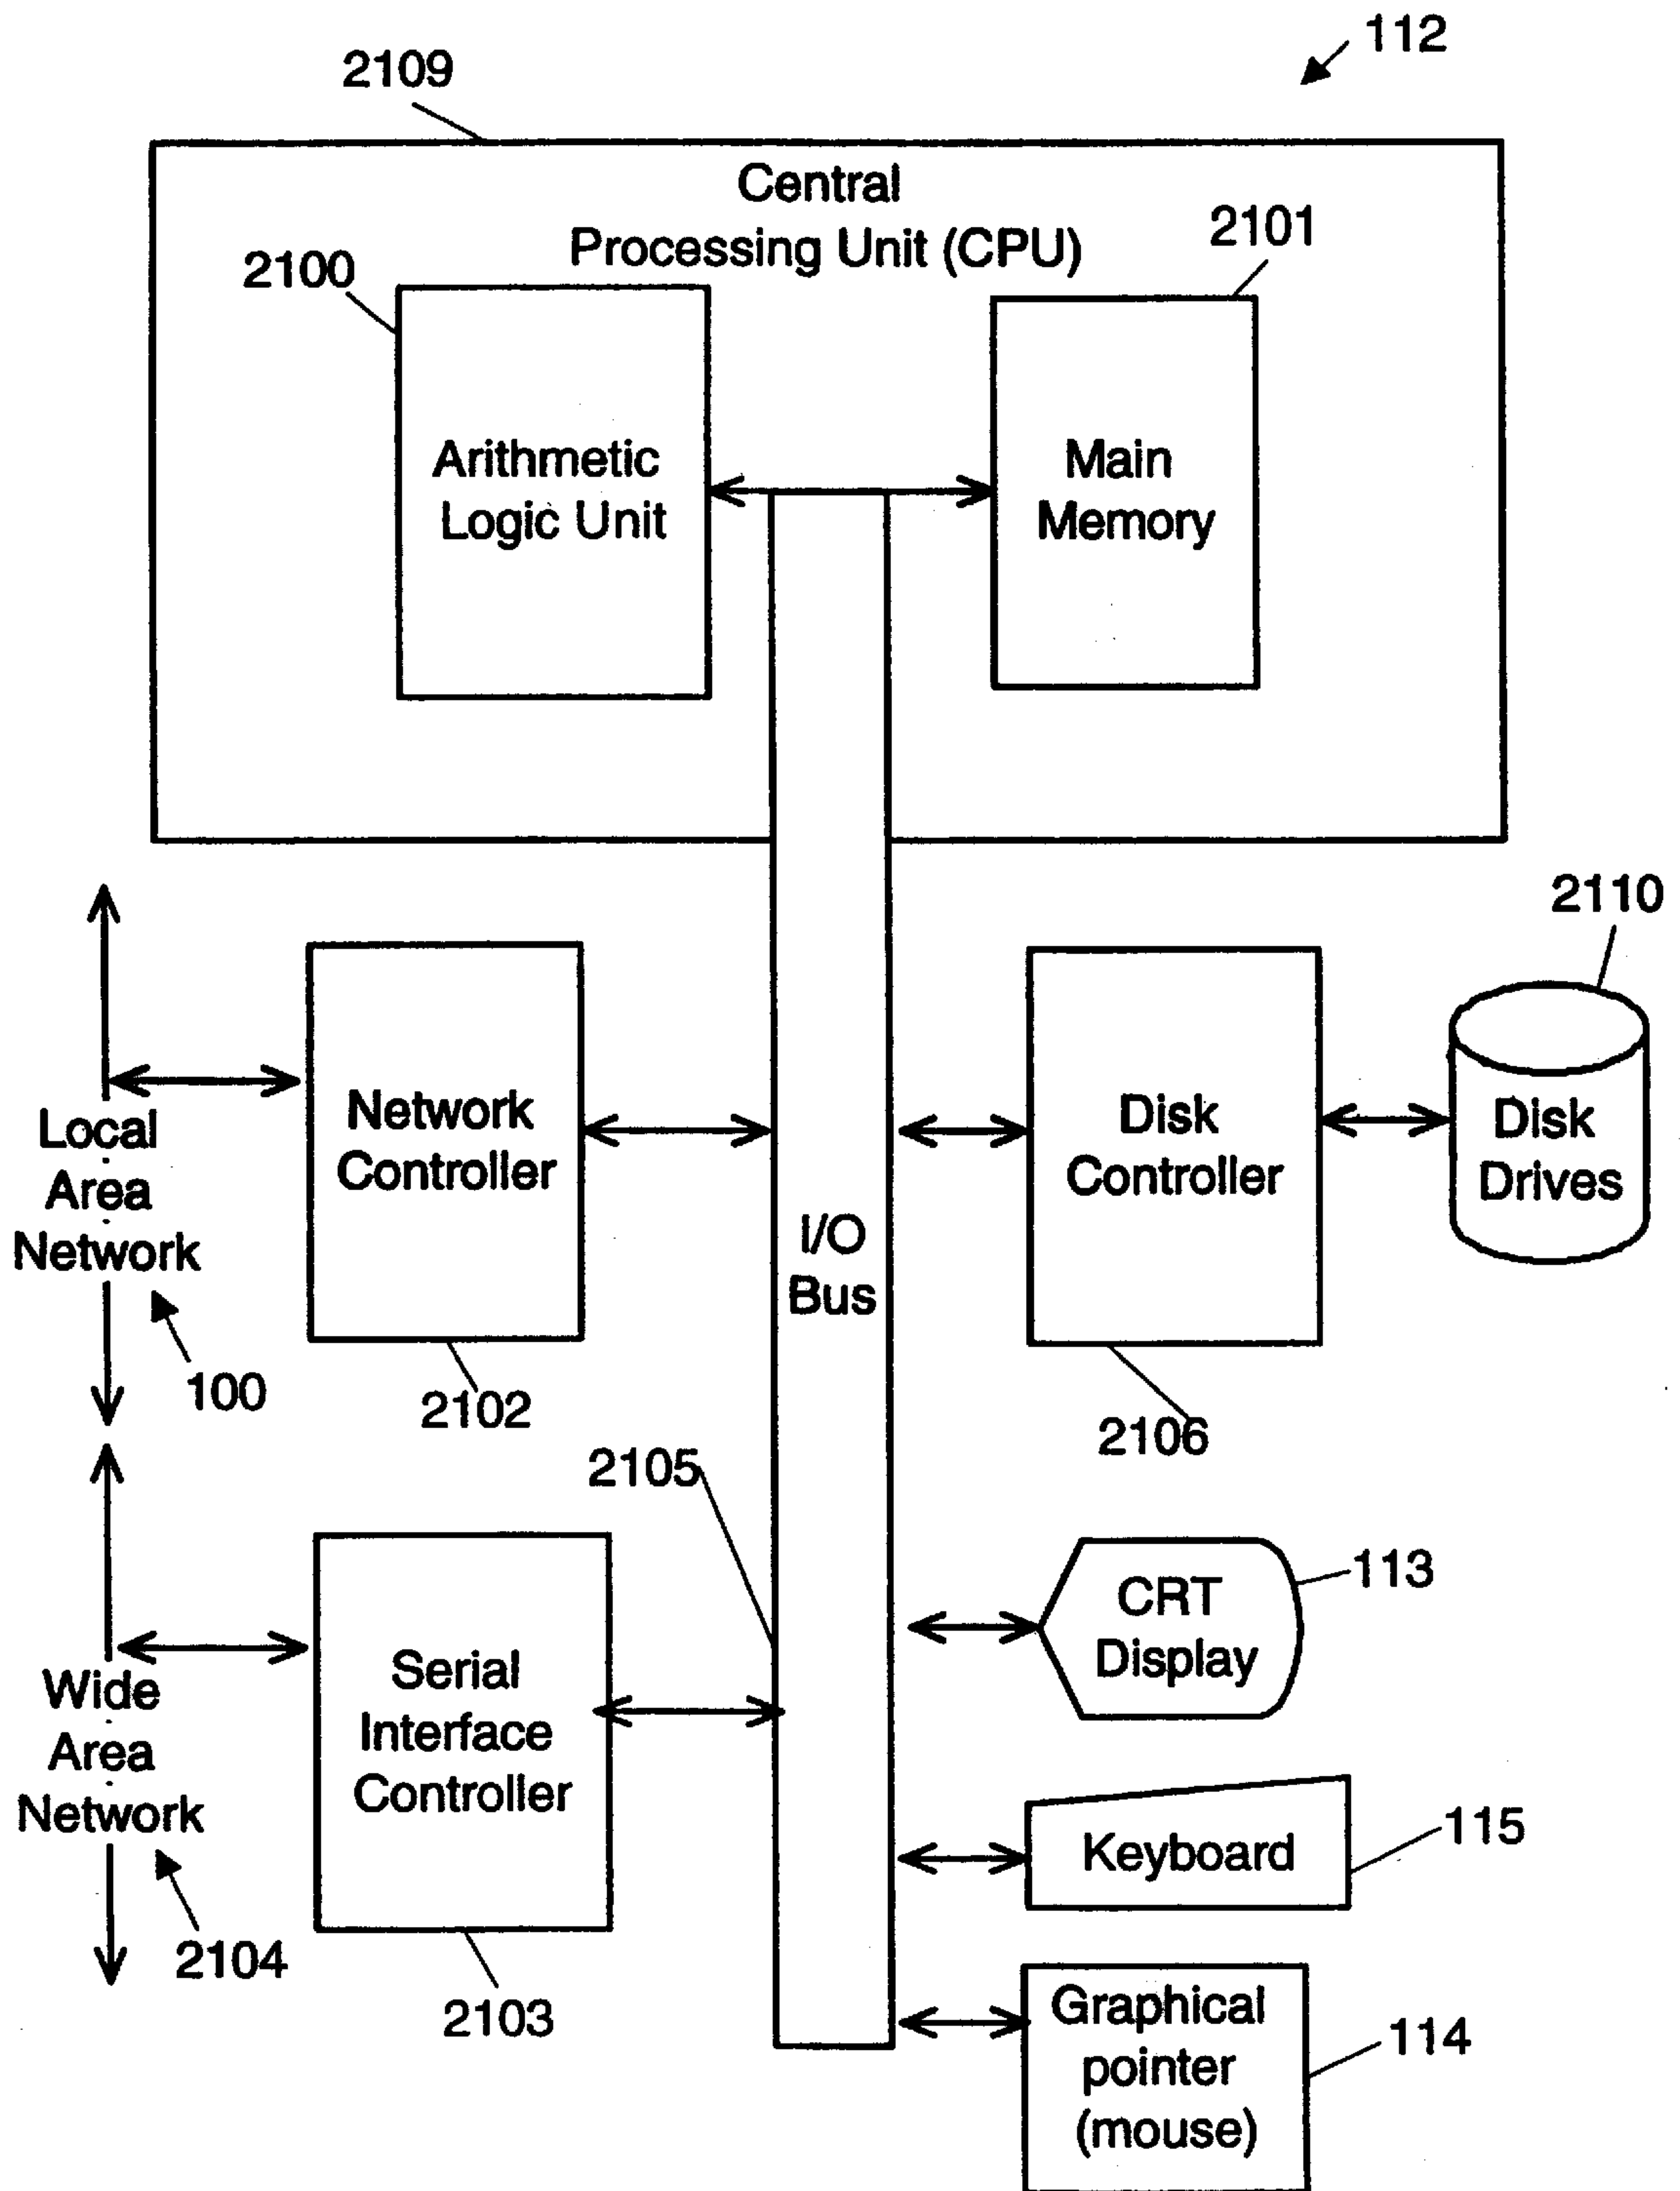 112
2109
Central
Processing Unit (CPU)
2101
2100
Arithmetic
Logic Unit
Main
Memory
2110
Local
Area
Network
100
Network
Controller
2102
I/O
Bus
Disk
Controller
2106
Disk
Drives
2105
Wide
Area
Network
2104
Serial
Interface
Controller
2103
CRT
Display
113
Keyboard
115
Graphical
pointer
(mouse)
114